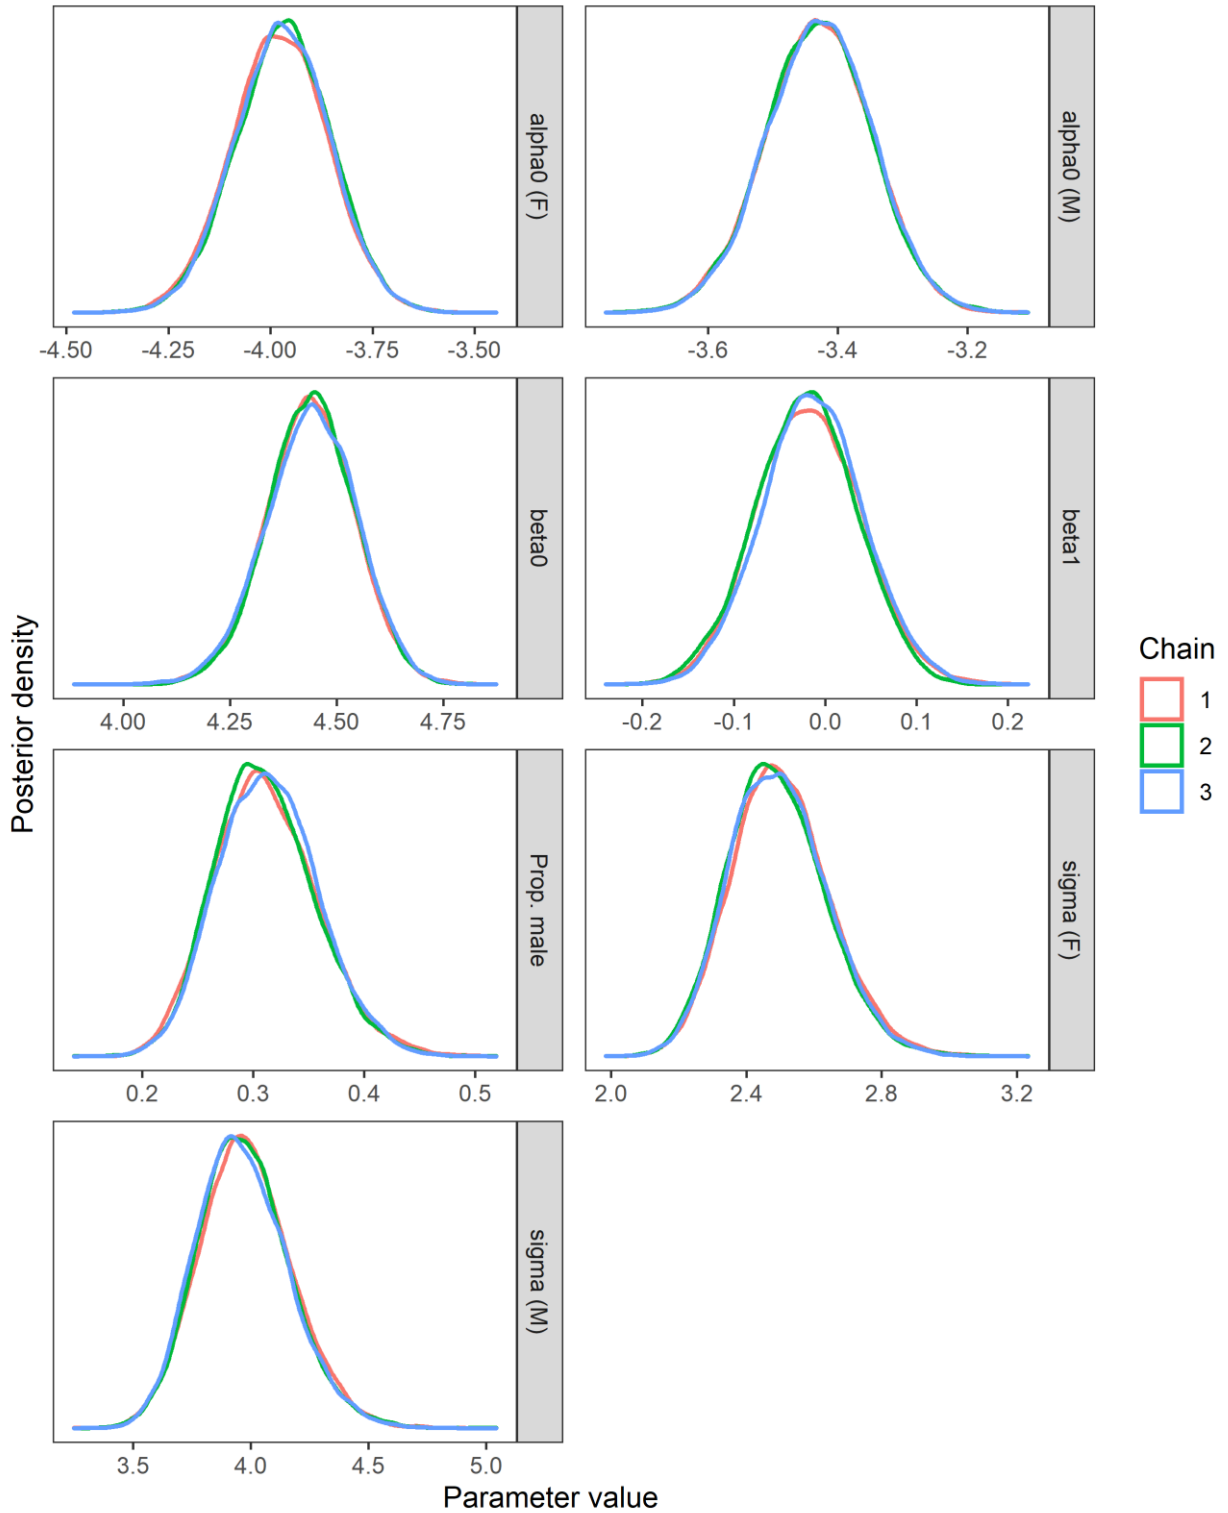 alpha0 (F)
alpha0 (M)
-4.50 -4.25 -4.00 -3.75 -3.50
-3.6 -3.4 -3.2
beta0
beta1
4.00 4.25 4.50 4.75
-0.2 -0.1 0.0 0.1 0.2
Prop. male
sigma (F)
0.2 0.3 0.4 0.5
2.0 2.4 2.8 3.2
sigma (M)
3.5 4.0 4.5 5.0
Parameter value
Posterior density
Chain
1
2
3